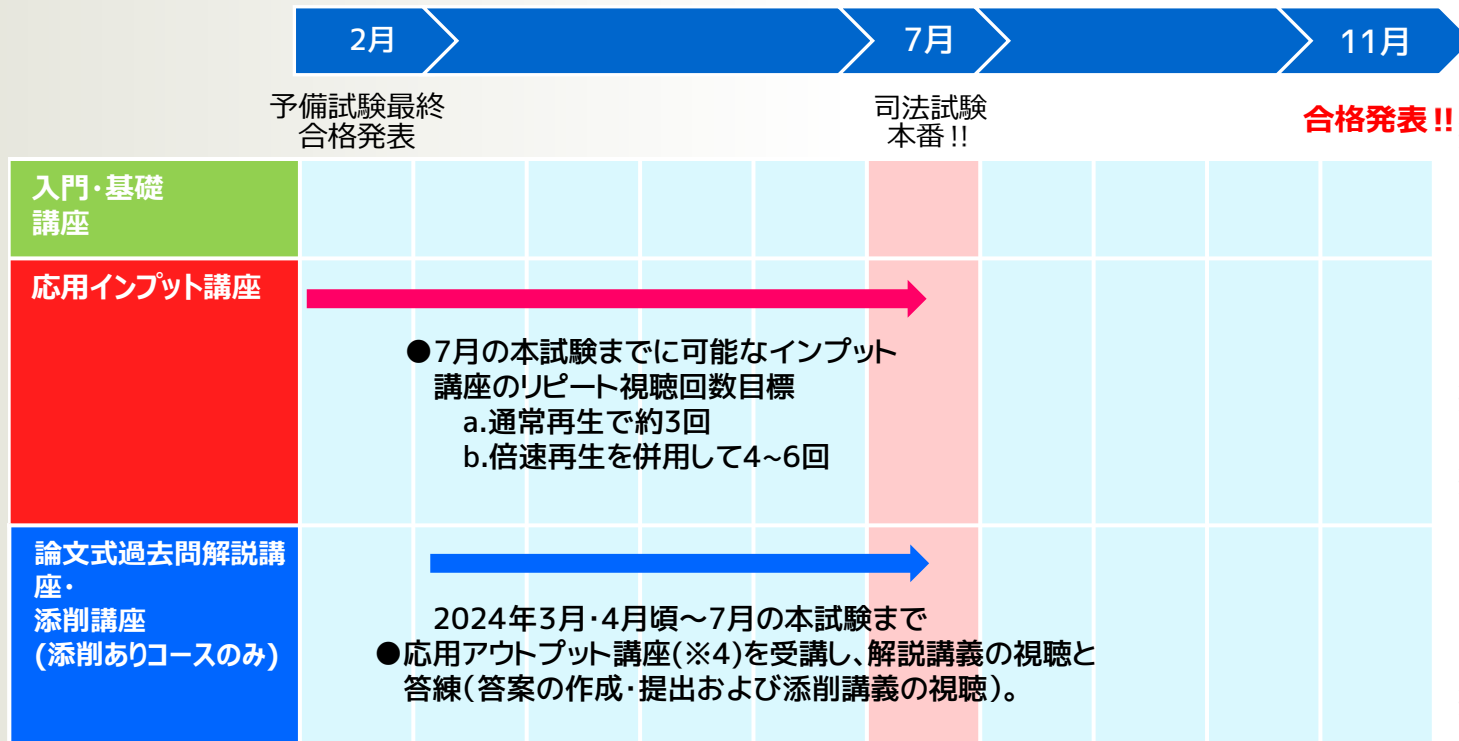 2月
7月
11月
予備試験最終
合格発表
司法試験
本番!!
合格発表!!
入門・基礎
講座
応用インプット講座
●7月の本試験までに可能なインプット
講座のリピート視聴回数目標
a.通常再生で約3回
b.倍速再生を併用して4~6回
論文式過去問解説講
座・
添削講座
(添削ありコースのみ)
2024年3月・4月頃～7月の本試験まで
●応用アウトプット講座(※4)を受講し、解説講義の視聴と
答練(答案の作成・提出および添削講義の視聴)。